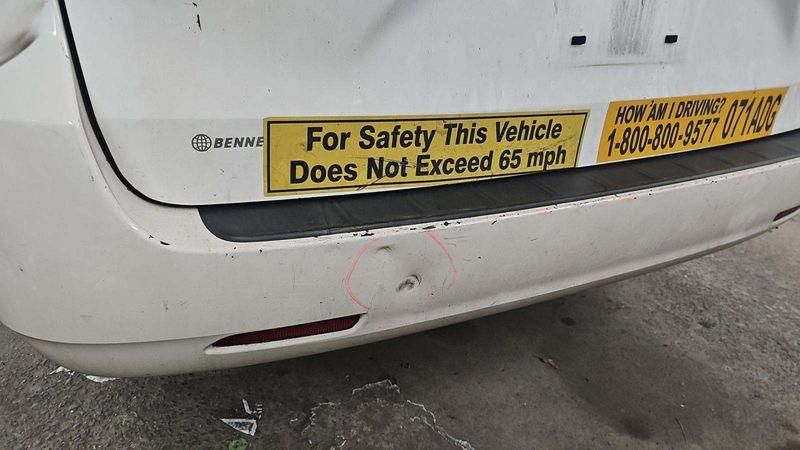 BENNE
For Safety This Vehicle
Does Not Exceed 65 mph
HOW AM I DRIVING?
1-800-800-9577 071ADG